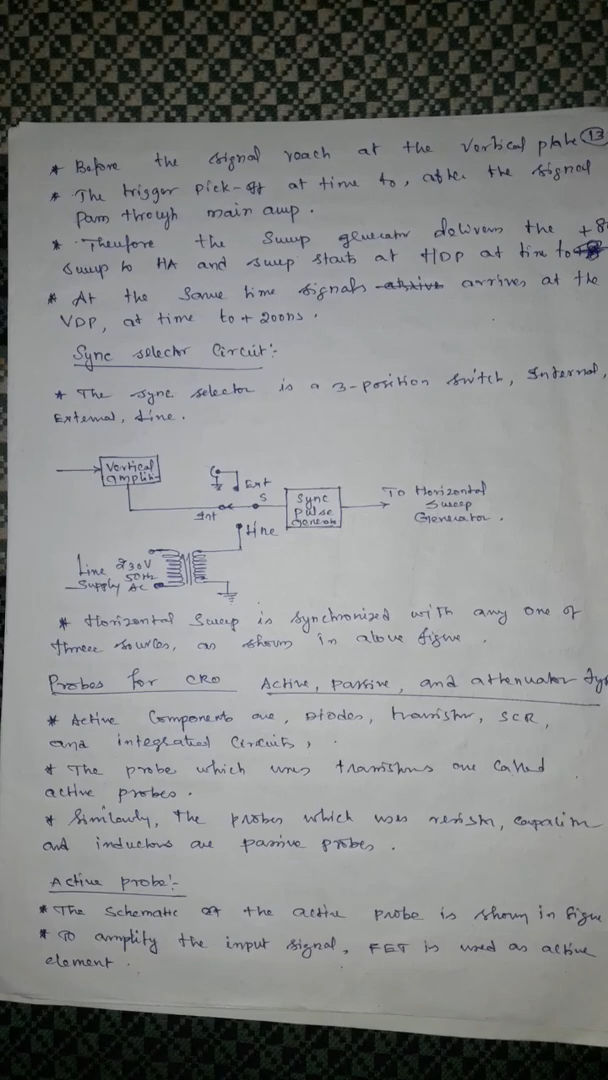 13
* Before the signal reach at the vertical plate
* The trigger pick-off at time to, after the signal
pass through main amp.
* Therefore the Sweep generator delivers the +80
sweep to HA and sweep starts at HDP at time to
* At the same time signals arrives at the
VDP, at time to + 200ns.
Sync selector Circuit:-
* The sync selector is a 3-position switch, Internal,
External, Line.
Vertical
amplifi
Ext
S
Int
Sync
Pulse
To Horizontal
Sweep
Generator.
Line
Line 230V
50Hz
Supply AC
* Horizontal Sweep is synchronized with any one of
threee sources, as shown in above figure.
Probes for CRO Active, passive, and attenuator Typ
* Active Components are, Diodes, transistor, SCR,
and integrated Circuits,
* The probe which uses transistors are called
active probes.
* Similarly, the probes which uses resistor,
and inductors are passive probes.
Active probe:-
* The Schematic of the active probe is shown in figure
* To amplify the input signal, FET is used as active
element.